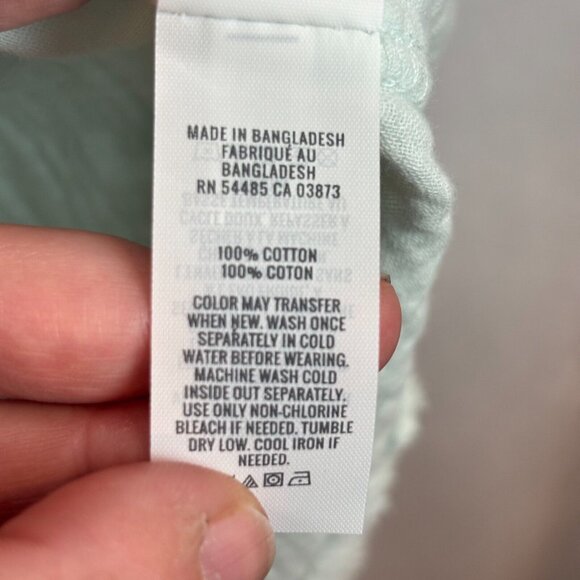 MADE IN BANGLADESH
FABRIQUÉ AU
BANGLADESH
RN 54485 CA 03873
100% COTTON
100% COTON
COLOR MAY TRANSFER
WHEN NEW. WASH ONCE
SEPARATELY IN COLD
WATER BEFORE WEARING.
MACHINE WASH COLD
INSIDE OUT SEPARATELY.
USE ONLY NON-CHLORINE
BLEACH IF NEEDED. TUMBLE
DRY LOW. COOL IRON IF
NEEDED.